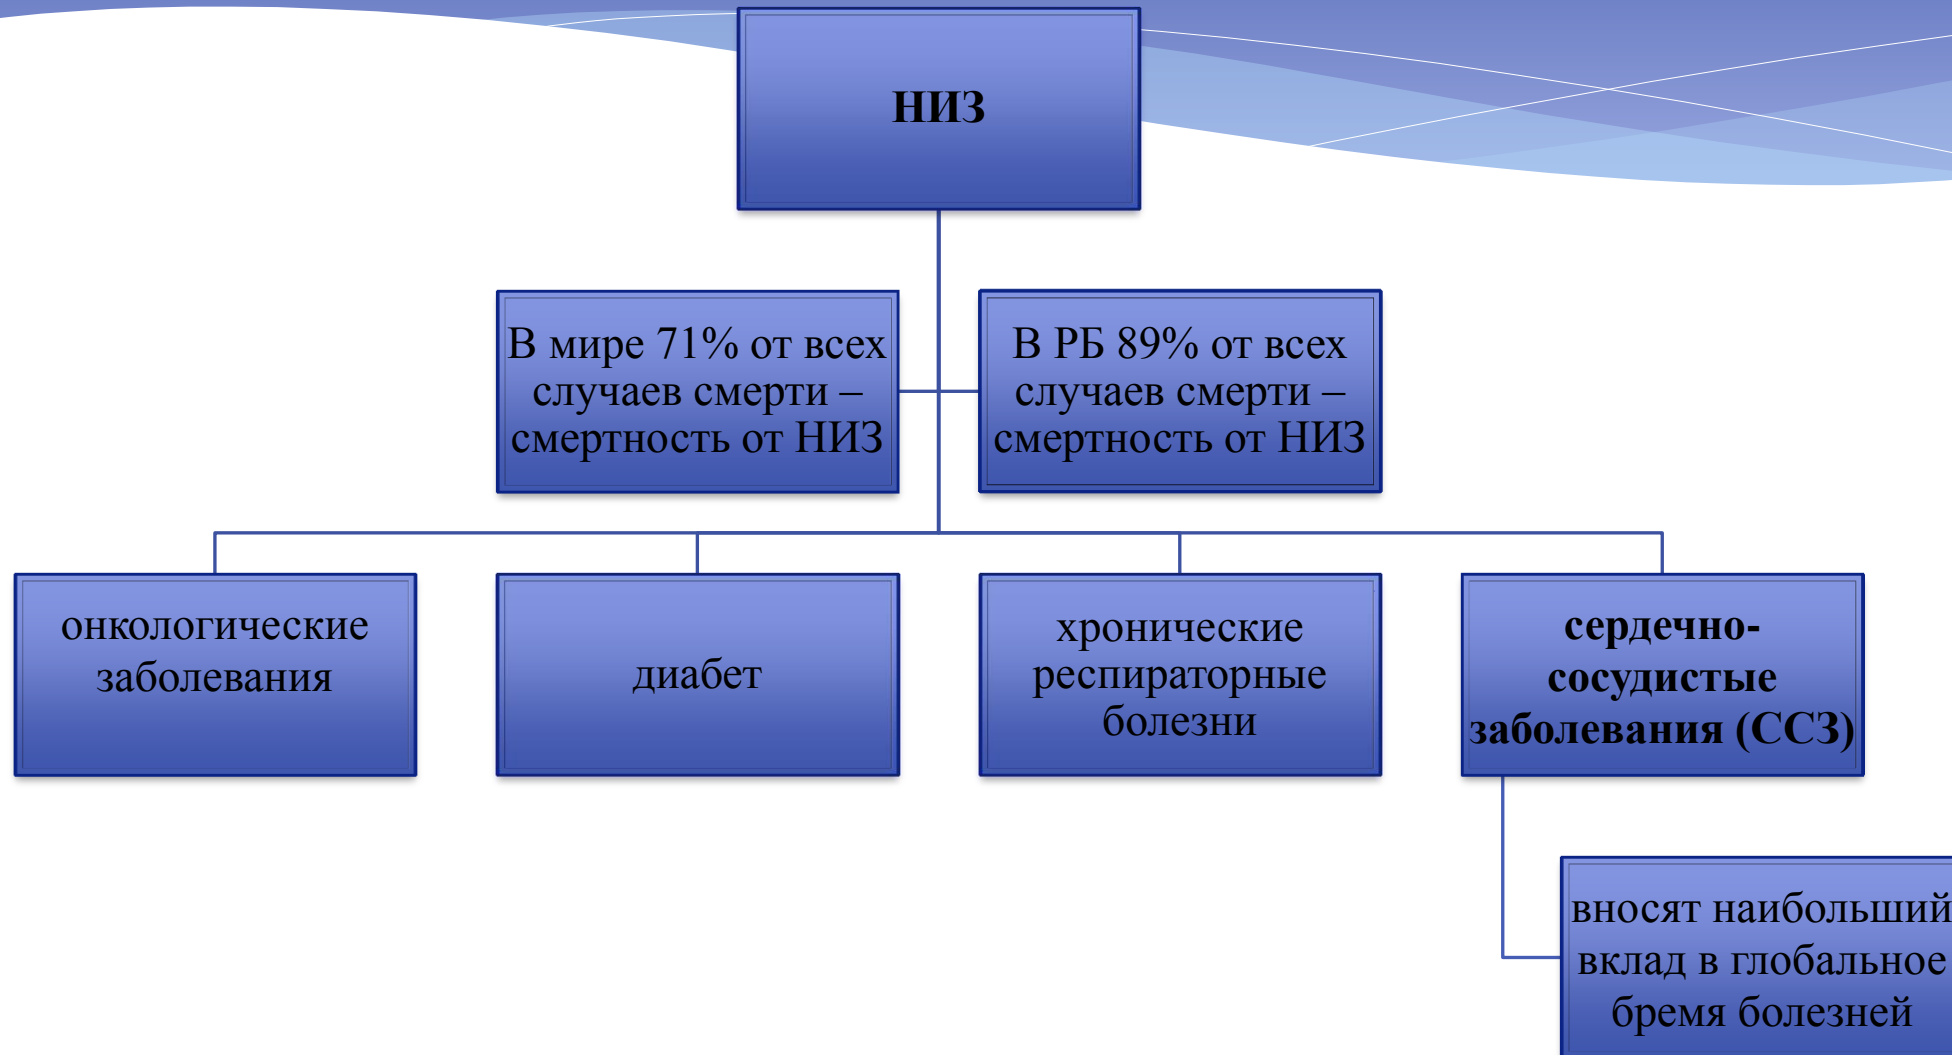 НИЗ
В мире 71% от всех
случаев смерти –
смертность от НИЗ
В РБ 89% от всех
случаев смерти –
смертность от НИЗ
онкологические
заболевания
диабет
хронические
респираторные
болезни
сердечно-
сосудистые
заболевания (ССЗ)
вносят наибольший
вклад в глобальное
бремя болезней